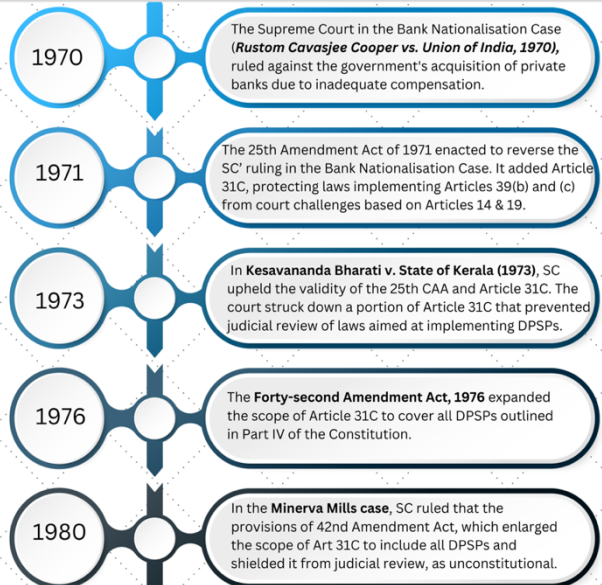 1970
The Supreme Court in the Bank Nationalisation Case
(Rustom Cavasjee Cooper vs. Union of India, 1970),
ruled against the government's acquisition of private
banks due to inadequate compensation.
1971
The 25th Amendment Act of 1971 enacted to reverse the
SC’ ruling in the Bank Nationalisation Case. It added Article
31C, protecting laws implementing Articles 39(b) and (c)
from court challenges based on Articles 14 & 19.
1973
In Kesavananda Bharati v. State of Kerala (1973), SC
upheld the validity of the 25th CAA and Article 31C. The
court struck down a portion of Article 31C that prevented
judicial review of laws aimed at implementing DPSPs.
1976
The Forty-second Amendment Act, 1976 expanded
the scope of Article 31C to cover all DPSPs outlined
in Part IV of the Constitution.
1980
In the Minerva Mills case, SC ruled that the
provisions of 42nd Amendment Act, which enlarged
the scope of Art 31C to include all DPSPs and
shielded it from judicial review, as unconstitutional.